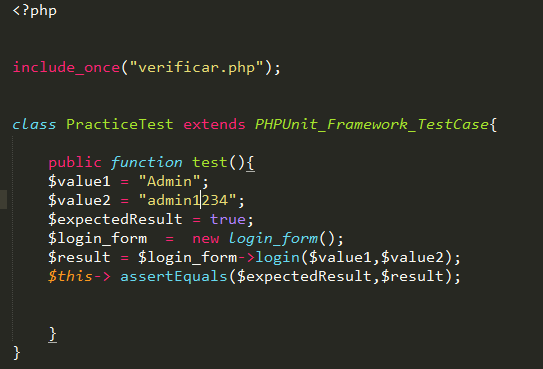 <?php
include_once("verificar.php");
class PracticeTest extends PHPUnit_Framework_TestCase{
public function test(){
$value1 = "Admin";
$value2 = "admin1234";
$expectedResult = true;
$login_form  =  new login_form();
$result = $login_form->login($value1,$value2);
$this-> assertEquals($expectedResult,$result);
}
}